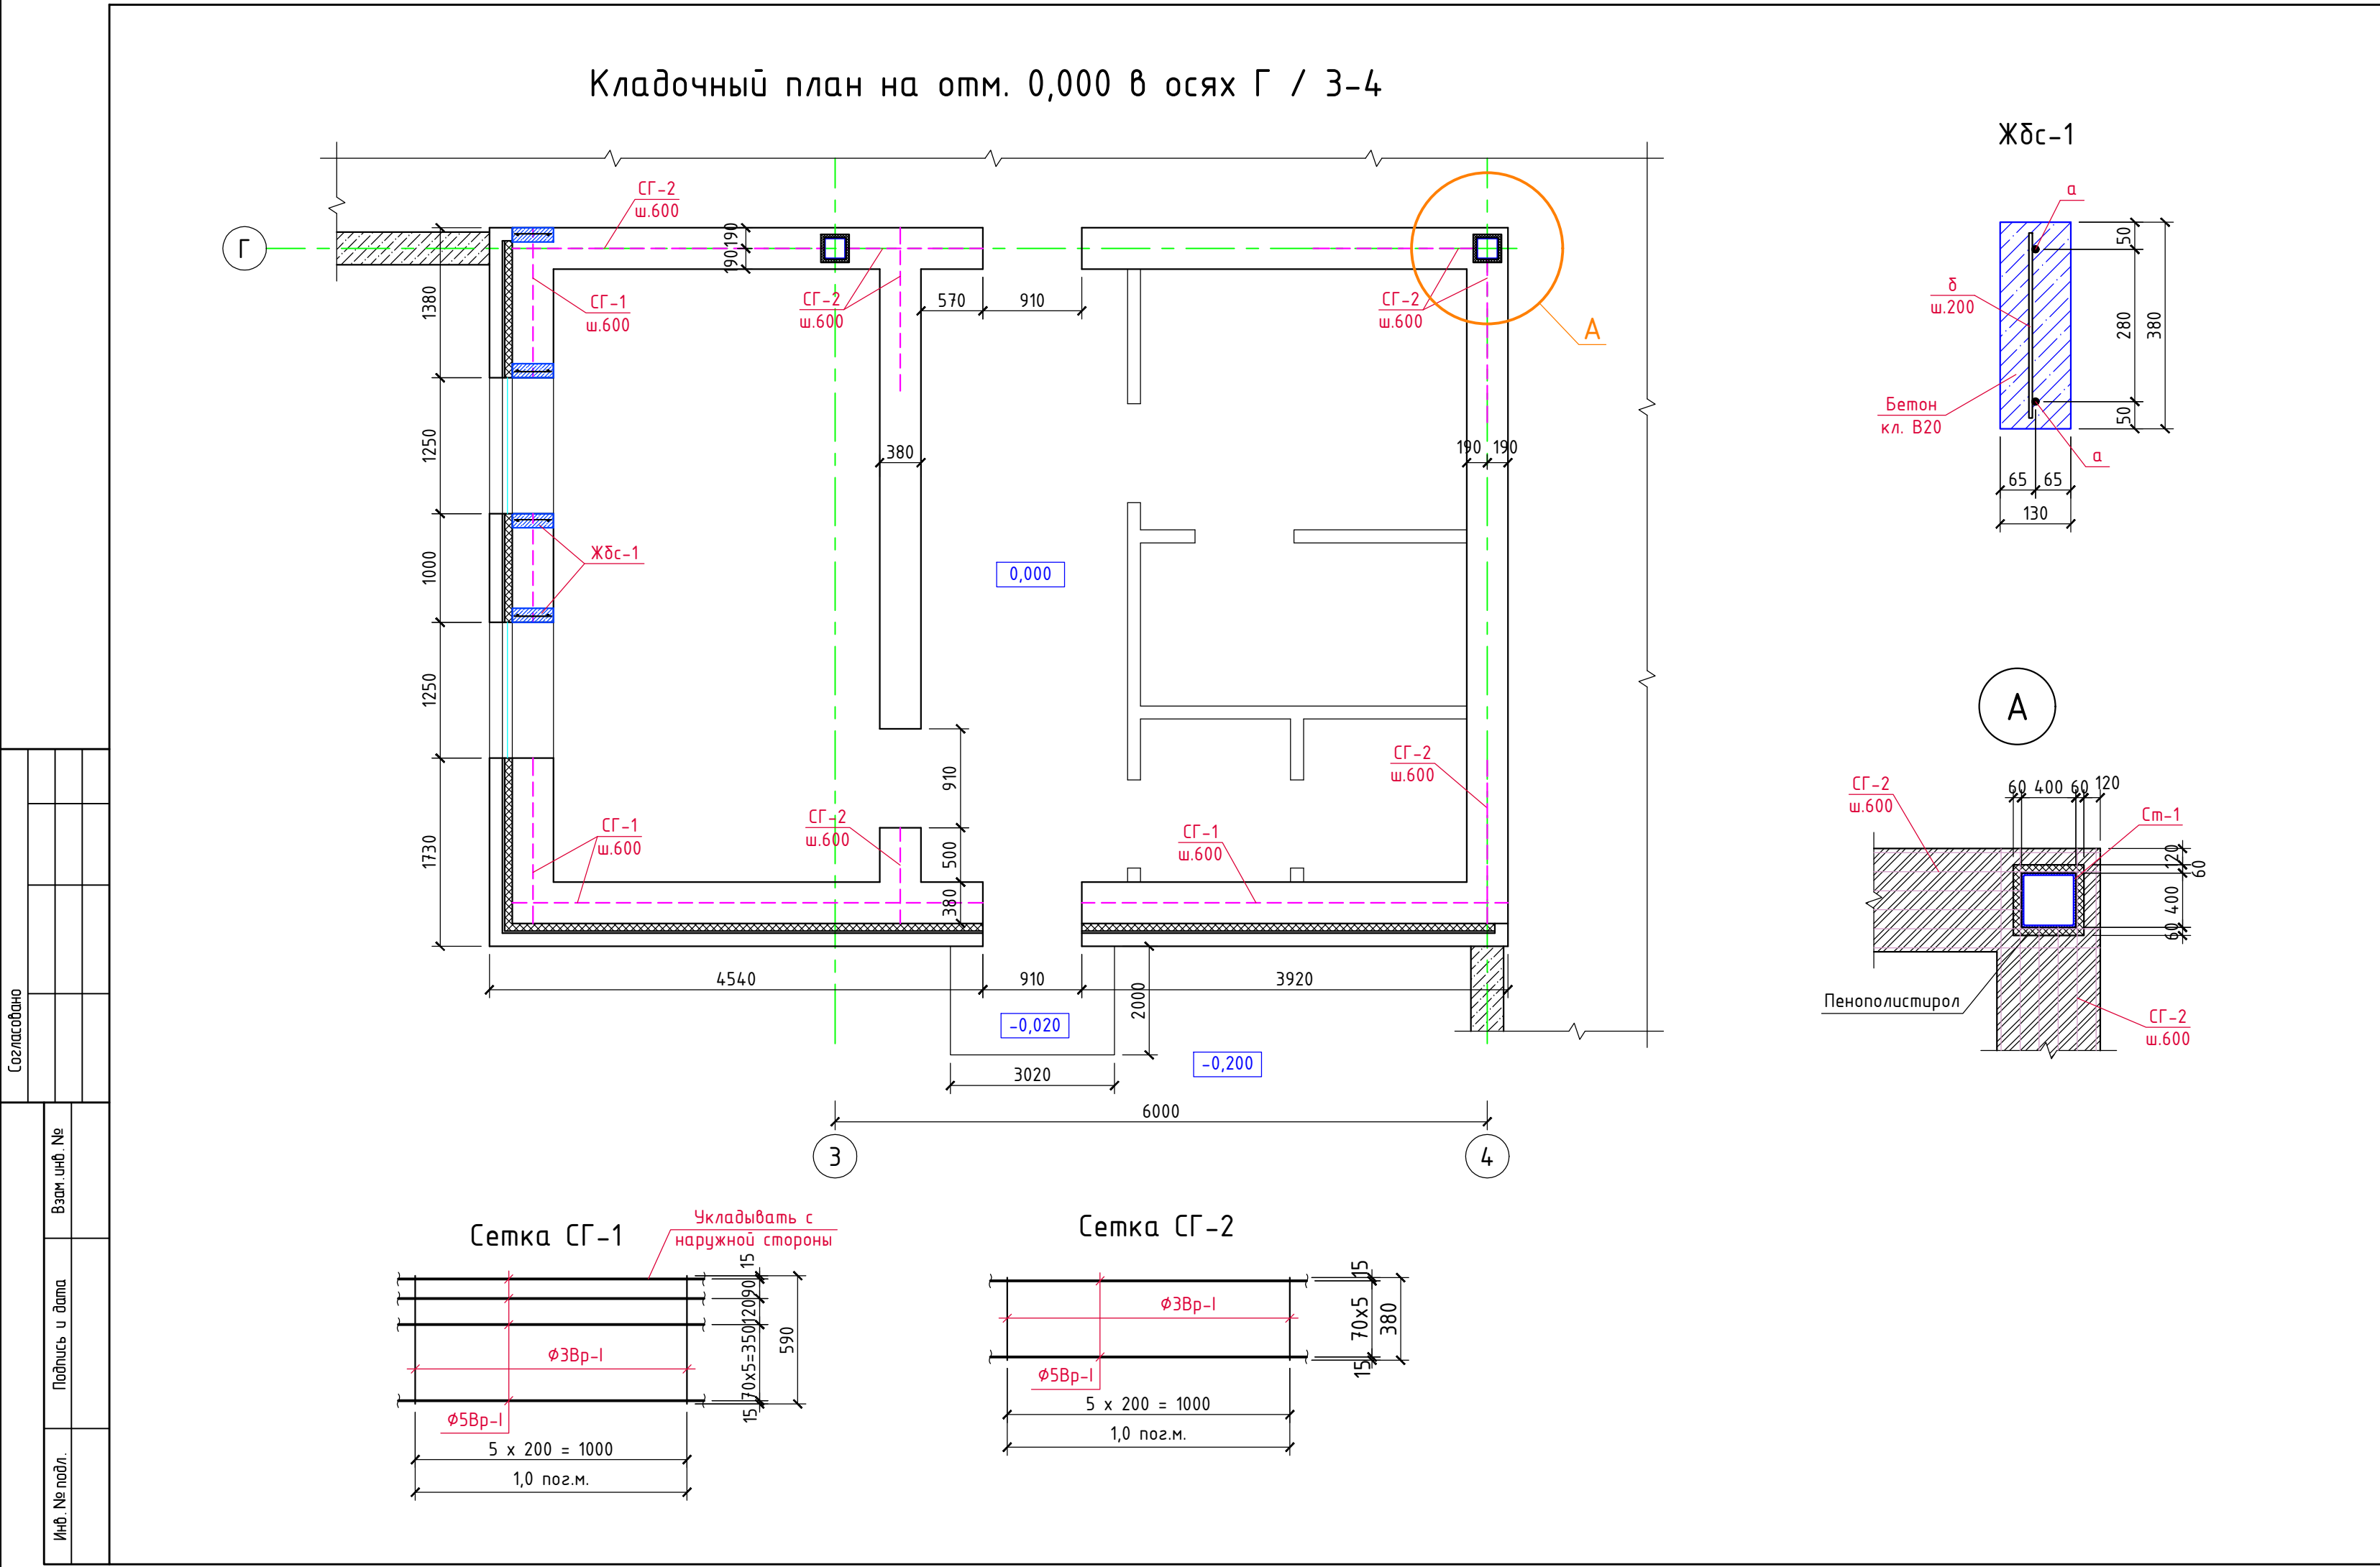 Кладочный план на отм. 0,000 в осях Г / 3-4
Г
СГ-2
ш.600
190
190
СГ-1
ш.600
СГ-2
ш.600
570
910
СГ-2
ш.600
А
1380
1250
1000
1250
1730
380
190
190
Жбс-1
0,000
910
500
380
СГ-2
ш.600
СГ-1
ш.600
СГ-2
ш.600
СГ-1
ш.600
4540
910
3920
2000
-0,020
-0,200
3020
6000
3
4
Жбс-1
а
б
ш.200
Бетон
кл. В20
а
50
280
50
380
65
65
130
А
СГ-2
ш.600
60
400
60
120
Ст-1
120
60
400
60
Пенополистирол
СГ-2
ш.600
Сетка СГ-1
Укладывать с
наружной стороны
15
90
120
70х5=350
15
590
ϕ3Вр-I
ϕ5Вр-I
5 х 200 = 1000
1,0 пог.м.
Сетка СГ-2
ϕ3Вр-I
ϕ5Вр-I
15
70х5
15
380
5 х 200 = 1000
1,0 пог.м.
Согласовано
Взам.инв. №
Подпись и дата
Инв. № подл.